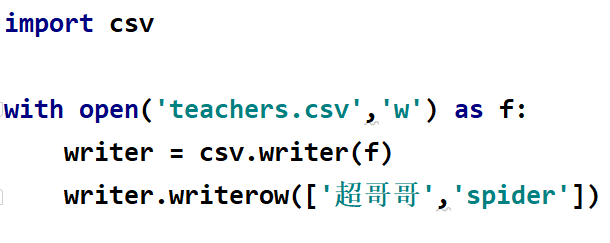 import csv
with open('teachers.csv','w') as f:
    writer = csv.writer(f)
    writer.writerow(['超哥哥','spider'])